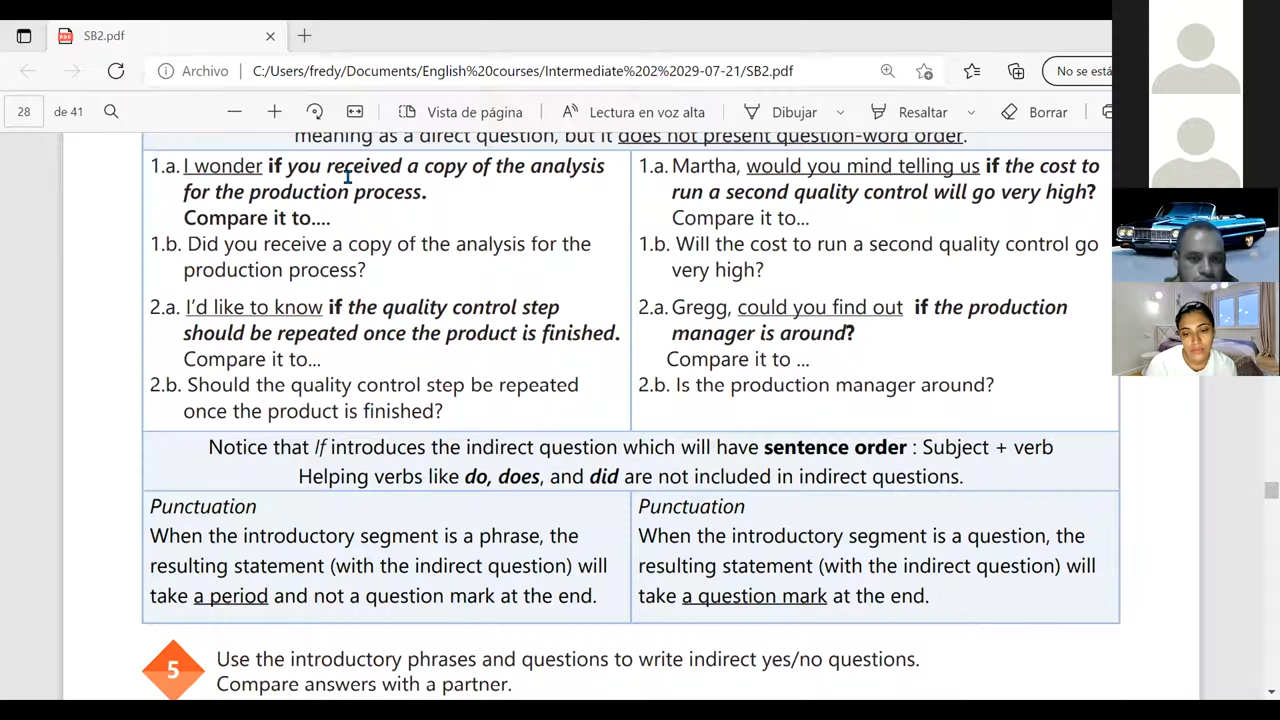 SB2.pdf
Archivo C:/Users/fredy/Documents/English%20courses/Intermediate%202%2029-07-21/SB2.pdf No se está
28 de 41 Vista de página Lectura en voz alta Dibujar Resaltar Borrar
meaning as a direct question, but it does not present question-word order.
1.a. I wonder if you received a copy of the analysis
for the production process.
Compare it to....
1.b. Did you receive a copy of the analysis for the
production process?
2.a. I'd like to know if the quality control step
should be repeated once the product is finished.
Compare it to...
2.b. Should the quality control step be repeated
once the product is finished?
1.a. Martha, would you mind telling us if the cost to
run a second quality control will go very high?
Compare it to...
1.b. Will the cost to run a second quality control go
very high?
2.a. Gregg, could you find out if the production
manager is around?
Compare it to ...
2.b. Is the production manager around?
Notice that If introduces the indirect question which will have sentence order : Subject + verb
Helping verbs like do, does, and did are not included in indirect questions.
Punctuation
When the introductory segment is a phrase, the
resulting statement (with the indirect question) will
take a period and not a question mark at the end.
Punctuation
When the introductory segment is a question, the
resulting statement (with the indirect question) will
take a question mark at the end.
5
Use the introductory phrases and questions to write indirect yes/no questions.
Compare answers with a partner.